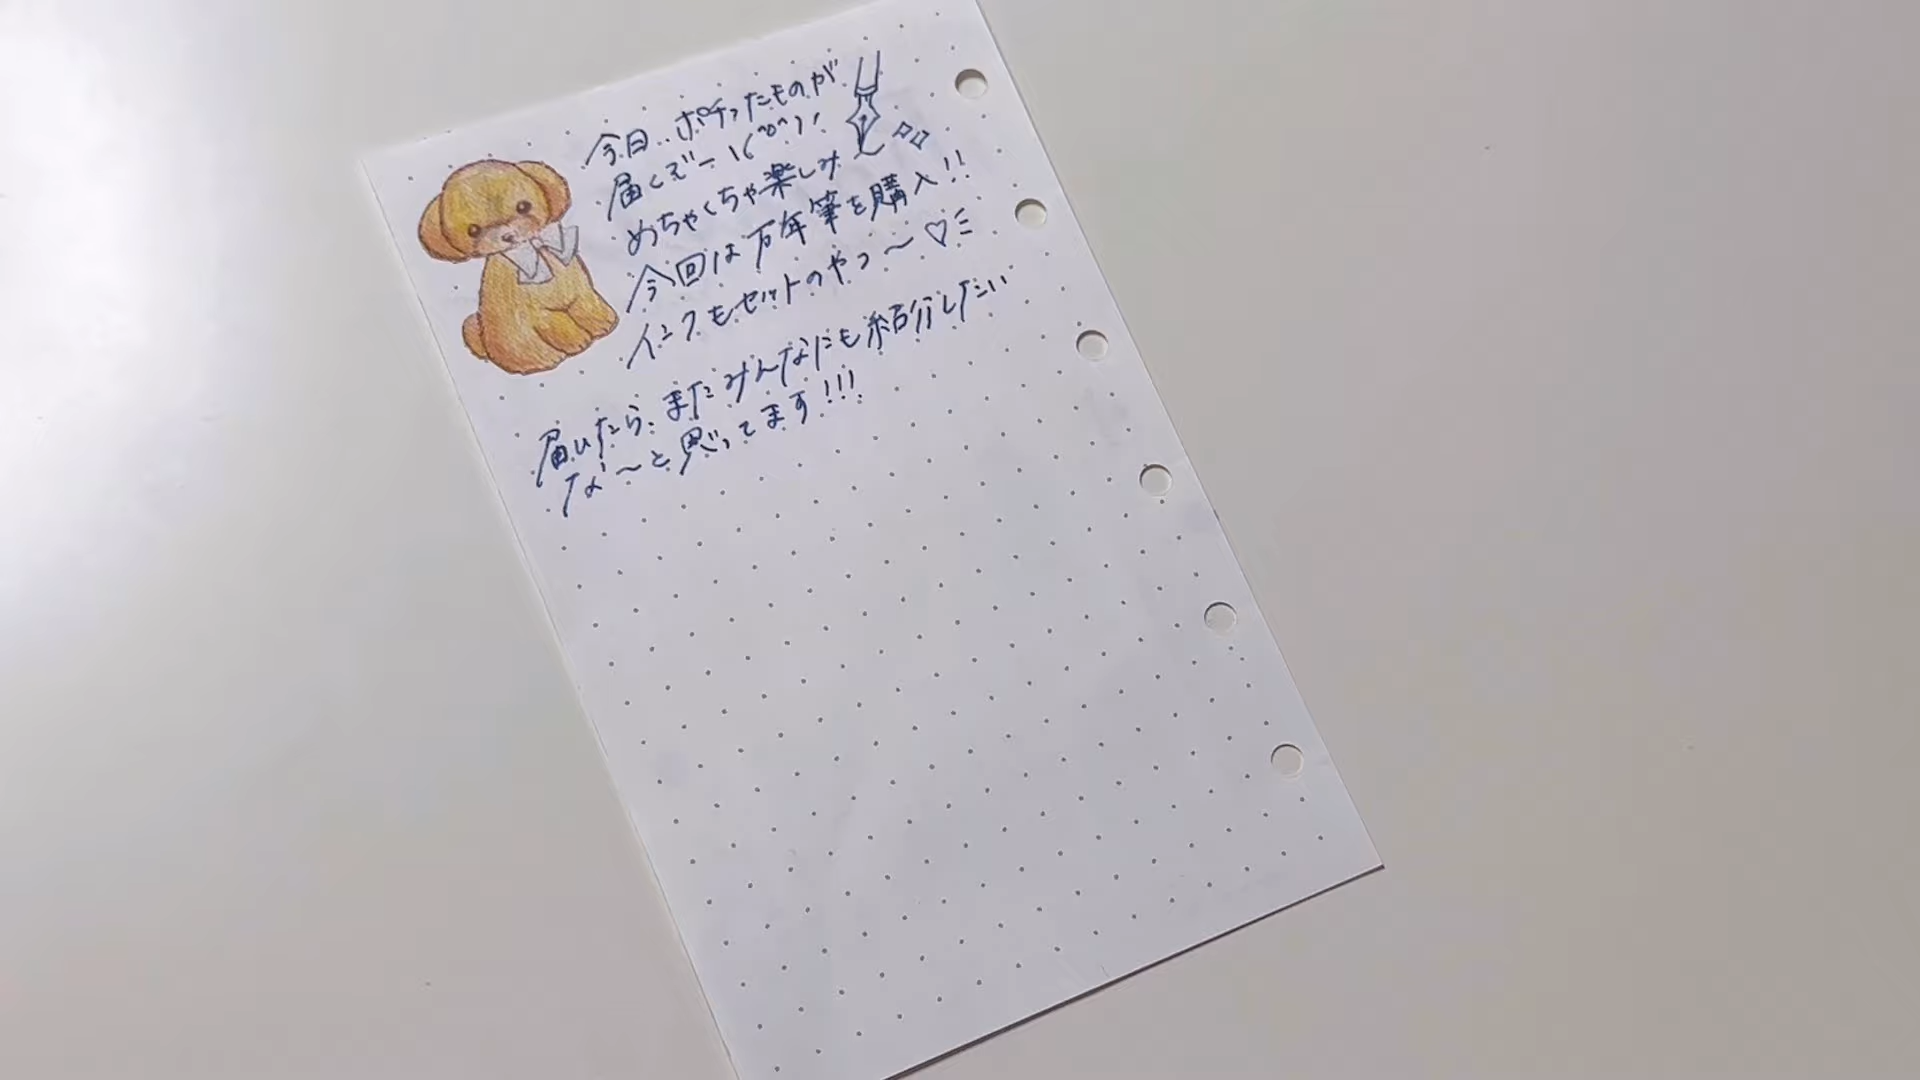 今日..ポチったものが
届くぞー\(^o^)/
めちゃくちゃ楽しみ
今回は万年筆を購入!!
インクもセットのやつ〜♡
届いたら、またみんなにも紹介したい
な〜と思ってます!!!